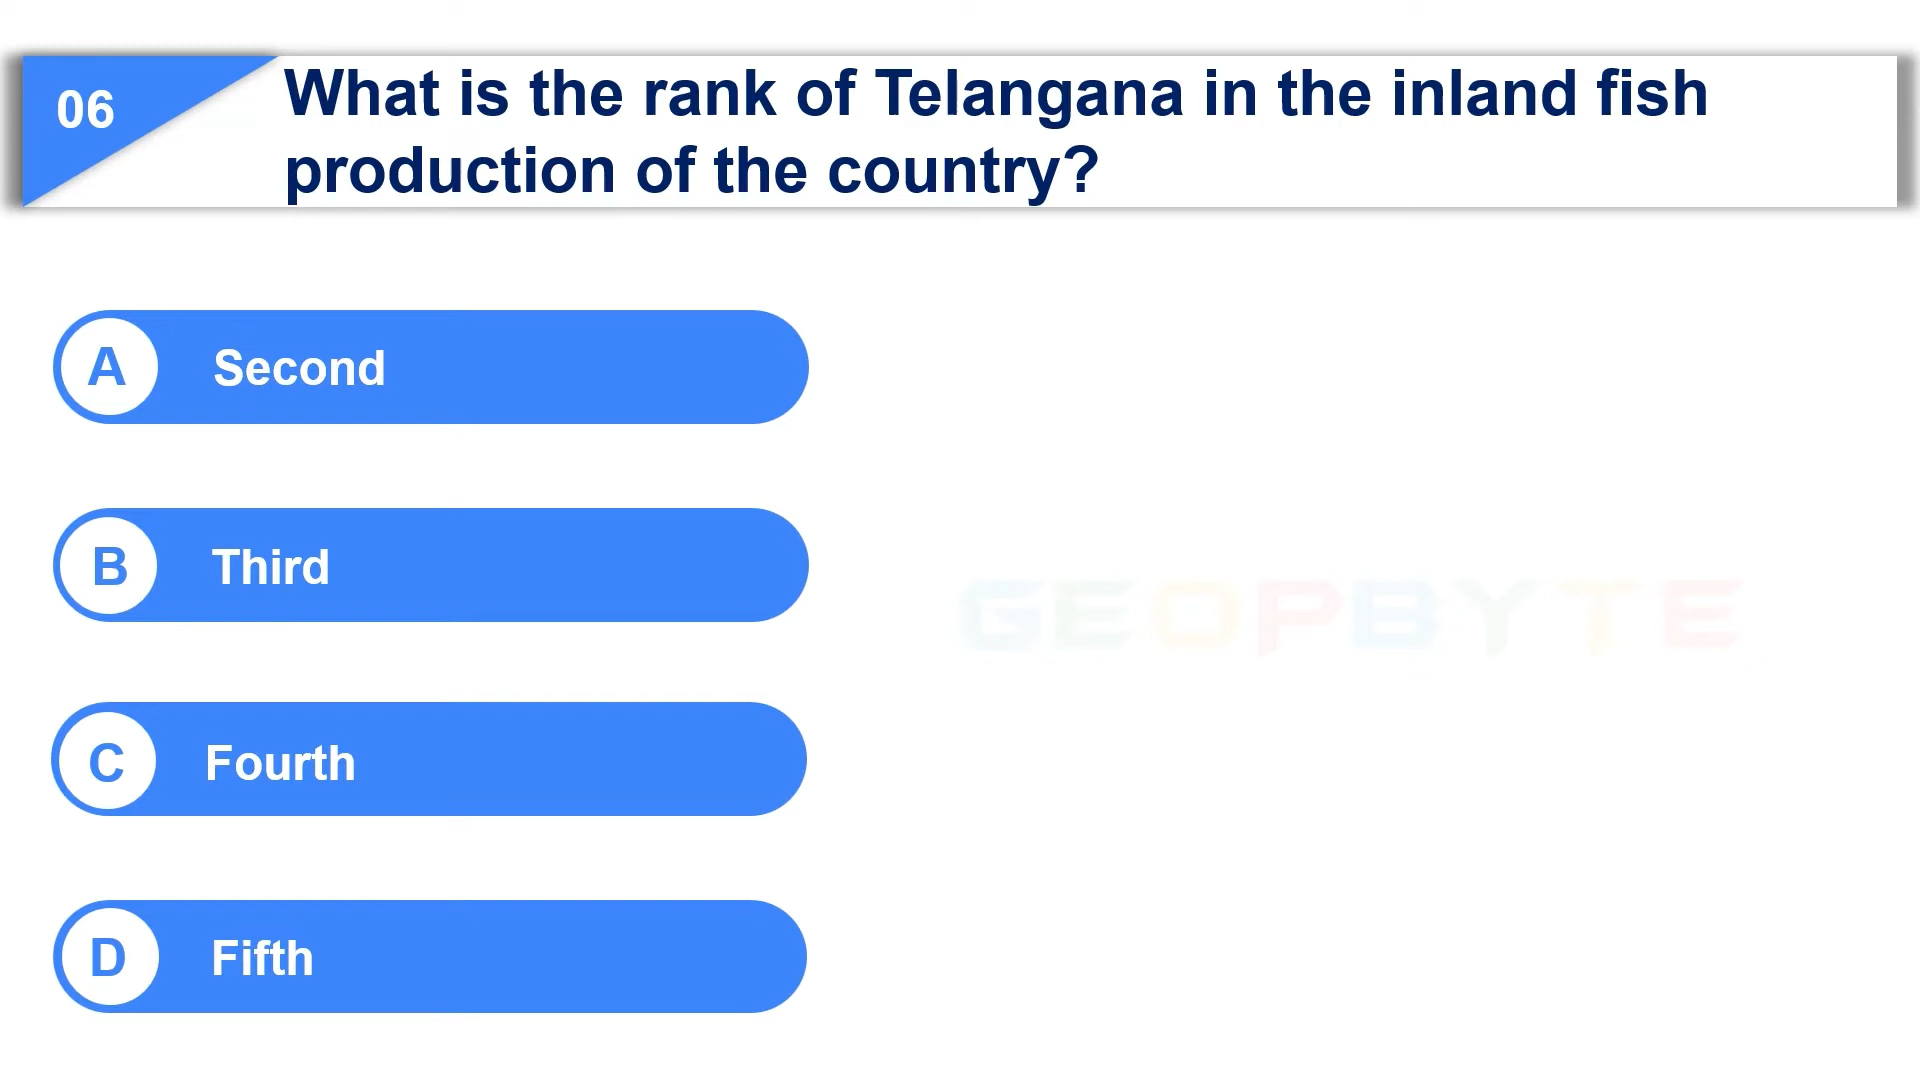 06
What is the rank of Telangana in the inland fish
production of the country?
A Second
B Third
GEOPBYTE
C Fourth
D Fifth